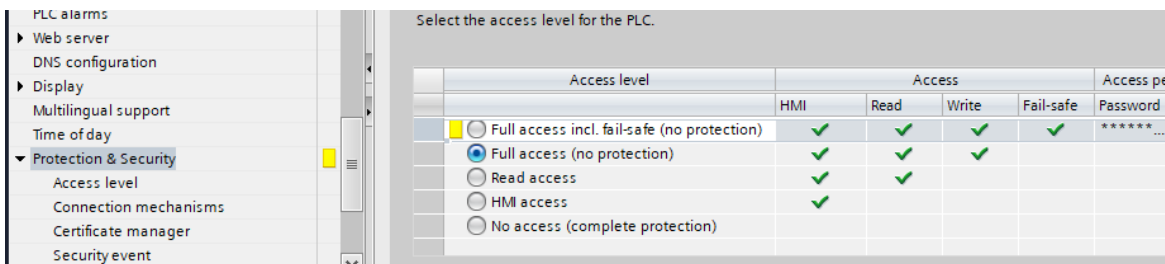 PLC alarms
Web server
DNS configuration
Display
Multilingual support
Time of day
Protection & Security
Access level
Connection mechanisms
Certificate manager
Security event
Select the access level for the PLC.
Access level Access Access pe
HMI Read Write Fail-safe Password
Full access incl. fail-safe (no protection) ******...
Full access (no protection)
Read access
HMI access
No access (complete protection)